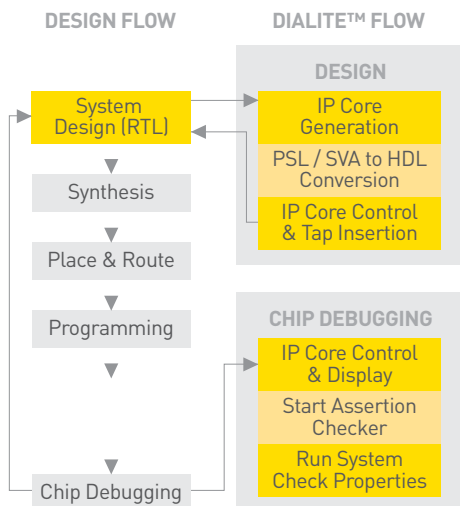 DESIGN FLOW
DIALITE™ FLOW
DESIGN
System
Design (RTL)
IP Core
Generation
PSL / SVA to HDL
Conversion
Synthesis
IP Core Control
& Tap Insertion
Place & Route
Programming
CHIP DEBUGGING
IP Core Control
& Display
Start Assertion
Checker
Run System
Check Properties
Chip Debugging